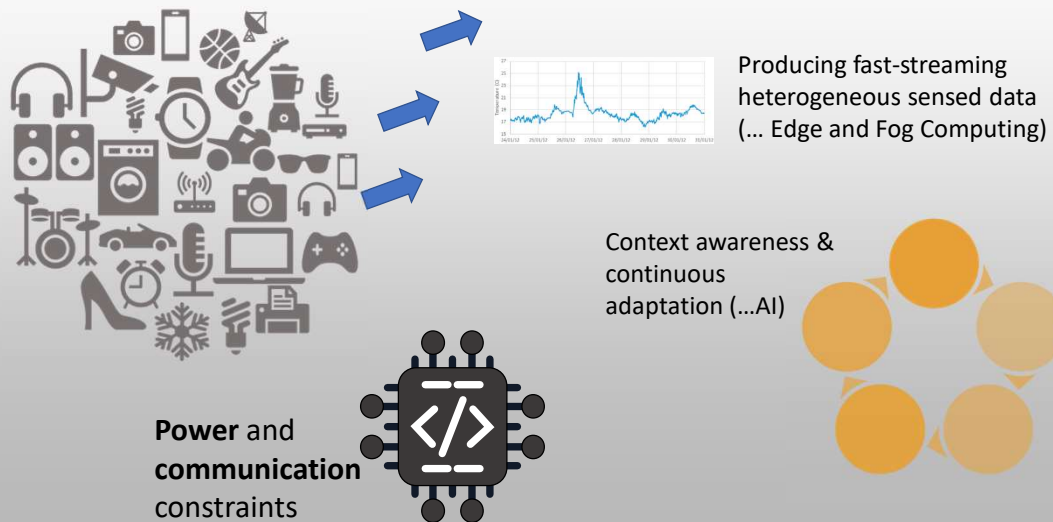 Producing fast-streaming
heterogeneous sensed data
(... Edge and Fog Computing)
Context awareness &
continuous
adaptation (...AI)
</>
Power and
communication
constraints